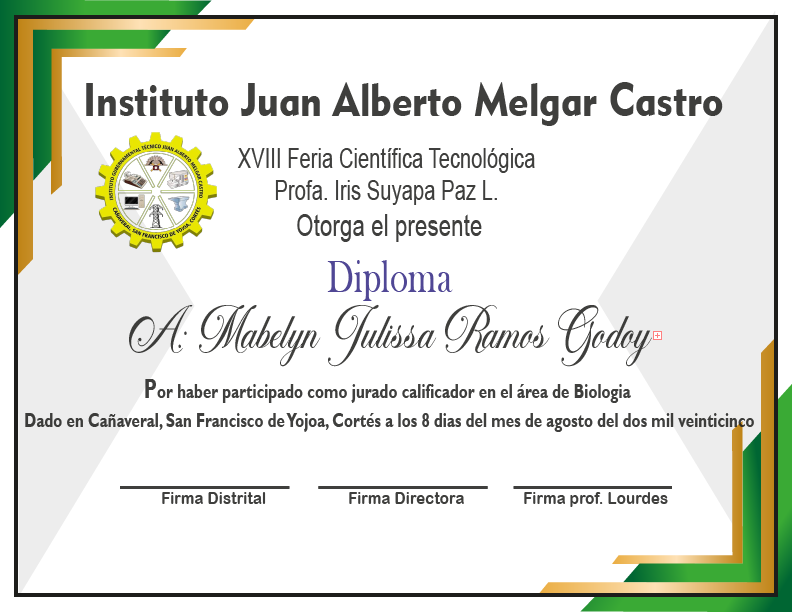 Instituto Juan Alberto Melgar Castro
INSTITUTO GUBERNAMENTAL TÉCNICO JUAN ALBERTO MELGAR CASTRO
CAÑAVERAL, SAN FRANCISCO DE YOJOA, CORTÉS
XVIII Feria Científica Tecnológica
Profa. Iris Suyapa Paz L.
Otorga el presente
Diploma
A: Mabelyn Julissa Ramos Godoy
Por haber participado como jurado calificador en el área de Biologia
Dado en Cañaveral, San Francisco de Yojoa, Cortés a los 8 dias del mes de agosto del dos mil veinticinco
Firma Distrital
Firma Directora
Firma prof. Lourdes